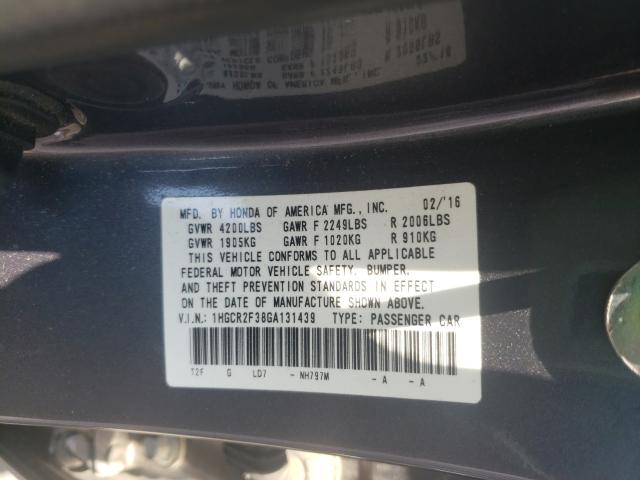 MFD. BY HONDA OF AMERICA MFG., INC. 02/'16
GVWR 4200LBS GAWR F 2249LBS R 2006LBS
GVWR 1905KG GAWR F 1020KG R 910KG
THIS VEHICLE CONFORMS TO ALL APPLICABLE
FEDERAL MOTOR VEHICLE SAFETY, BUMPER,
AND THEFT PREVENTION STANDARDS IN EFFECT
ON THE DATE OF MANUFACTURE SHOWN ABOVE.
V.I.N.: 1HGCR2F38GA131439 TYPE: PASSENGER CAR
T2F G LD7 - NH797M - A - A